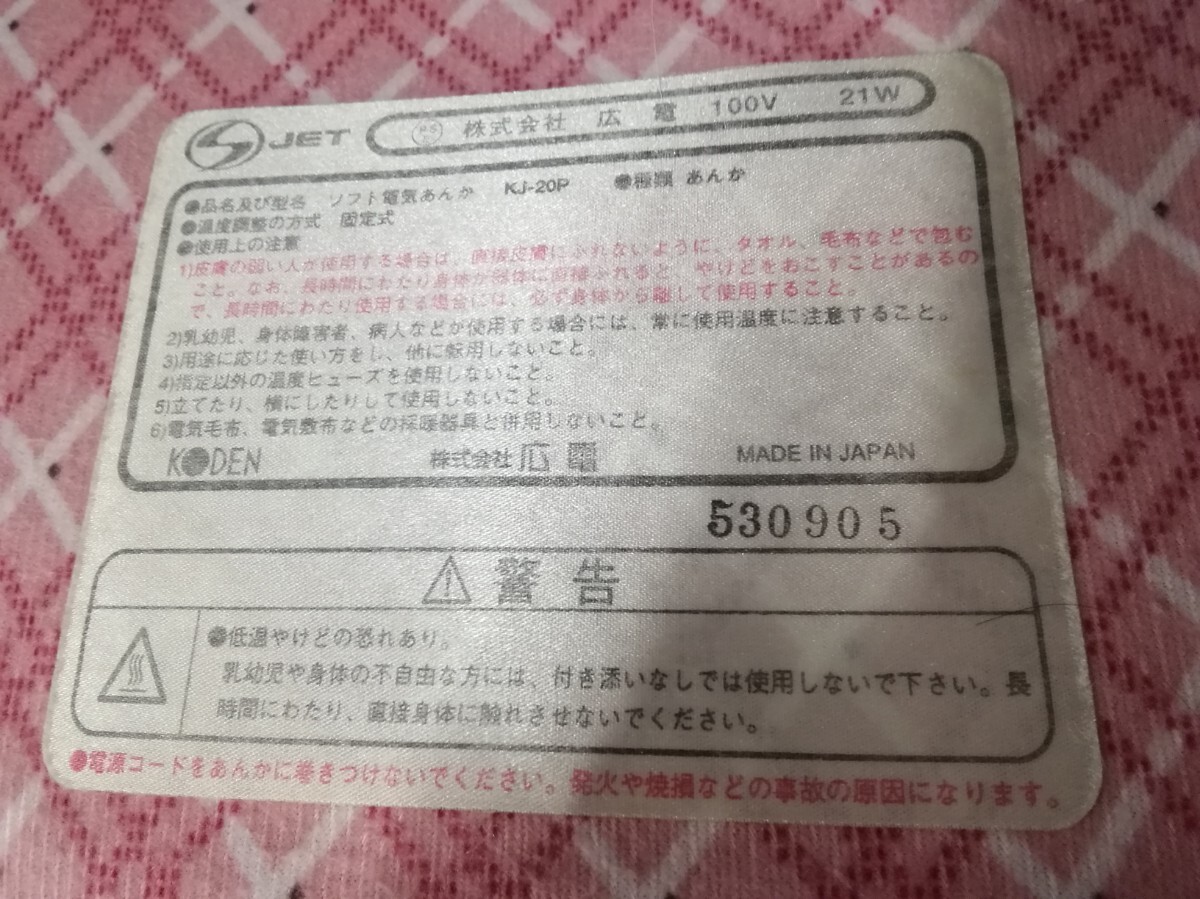 JET PS 株式会社 広電 100V 21W
●品名及び型名 ソフト電気あんか KJ-20P ●種類 あんか
●温度調整の方式 固定式
●使用上の注意
1)皮膚の弱い人が使用する場合は、直接皮膚にふれないように、タオル、毛布などで包む
こと。なお、長時間にわたり身体が器体に直接ふれると、やけどをおこすことがあるの
で、長時間にわたり使用する場合には、必ず身体から離して使用すること。
2)乳幼児、身体障害者、病人などが使用する場合には、常に使用温度に注意すること。
3)用途に応じた使い方をし、他に転用しないこと。
4)指定以外の温度ヒューズを使用しないこと。
5)立てたり、横にしたりして使用しないこと。
6)電気毛布、電気敷布などの採暖器具と併用しないこと。
KODEN 株式会社 広電 MADE IN JAPAN
530905
警告
●低温やけどの恐れあり。
乳幼児や身体の不自由な方には、付き添いなしでは使用しないで下さい。長
時間にわたり、直接身体に触れさせないでください。
●電源コードをあんかに巻きつけないでください。発火や焼損などの事故の原因になります。